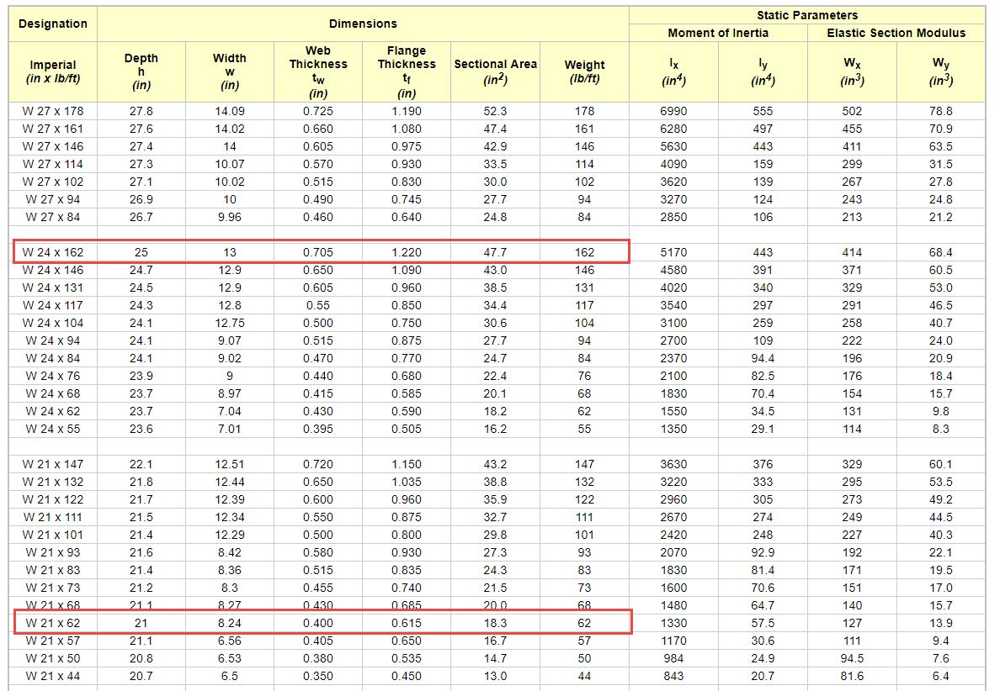 Designation Dimensions Static Parameters
Moment of Inertia Elastic Section Modulus
Imperial (in x lb/ft) Depth h (in) Width w (in) Web Thickness tw (in) Flange Thickness tf (in) Sectional Area (in2) Weight (lb/ft) Ix (in4) Iy (in4) Wx (in3) Wy (in3)
W 27 x 178 27.8 14.09 0.725 1.190 52.3 178 6990 555 502 78.8
W 27 x 161 27.6 14.02 0.660 1.080 47.4 161 6280 497 455 70.9
W 27 x 146 27.4 14 0.605 0.975 42.9 146 5630 443 411 63.5
W 27 x 114 27.3 10.07 0.570 0.930 33.5 114 4090 159 299 31.5
W 27 x 102 27.1 10.02 0.515 0.830 30.0 102 3620 139 267 27.8
W 27 x 94 26.9 10 0.490 0.745 27.7 94 3270 124 243 24.8
W 27 x 84 26.7 9.96 0.460 0.640 24.8 84 2850 106 213 21.2
W 24 x 162 25 13 0.705 1.220 47.7 162 5170 443 414 68.4
W 24 x 146 24.7 12.9 0.650 1.090 43.0 146 4580 391 371 60.5
W 24 x 131 24.5 12.9 0.605 0.960 38.5 131 4020 340 329 53.0
W 24 x 117 24.3 12.8 0.55 0.850 34.4 117 3540 297 291 46.5
W 24 x 104 24.1 12.75 0.500 0.750 30.6 104 3100 259 258 40.7
W 24 x 94 24.1 9.07 0.515 0.875 27.7 94 2700 109 222 24.0
W 24 x 84 24.1 9.02 0.470 0.770 24.7 84 2370 94.4 196 20.9
W 24 x 76 23.9 9 0.440 0.680 22.4 76 2100 82.5 176 18.4
W 24 x 68 23.7 8.97 0.415 0.585 20.1 68 1830 70.4 154 15.7
W 24 x 62 23.7 7.04 0.430 0.590 18.2 62 1550 34.5 131 9.8
W 24 x 55 23.6 7.01 0.395 0.505 16.2 55 1350 29.1 114 8.3
W 21 x 147 22.1 12.51 0.720 1.150 43.2 147 3630 376 329 60.1
W 21 x 132 21.8 12.44 0.650 1.035 38.8 132 3220 333 295 53.5
W 21 x 122 21.7 12.39 0.600 0.960 35.9 122 2960 305 273 49.2
W 21 x 111 21.5 12.34 0.550 0.875 32.7 111 2670 274 249 44.5
W 21 x 101 21.4 12.29 0.500 0.800 29.8 101 2420 248 227 40.3
W 21 x 93 21.6 8.42 0.580 0.930 27.3 93 2070 92.9 192 22.1
W 21 x 83 21.4 8.36 0.515 0.835 24.3 83 1830 81.4 171 19.5
W 21 x 73 21.2 8.3 0.455 0.740 21.5 73 1600 70.6 151 17.0
W 21 x 68 21.1 8.27 0.430 0.685 20.0 68 1480 64.7 140 15.7
W 21 x 62 21 8.24 0.400 0.615 18.3 62 1330 57.5 127 13.9
W 21 x 57 21.1 6.56 0.405 0.650 16.7 57 1170 30.6 111 9.4
W 21 x 50 20.8 6.53 0.380 0.535 14.7 50 984 24.9 94.5 7.6
W 21 x 44 20.7 6.5 0.350 0.450 13.0 44 843 20.7 81.6 6.4